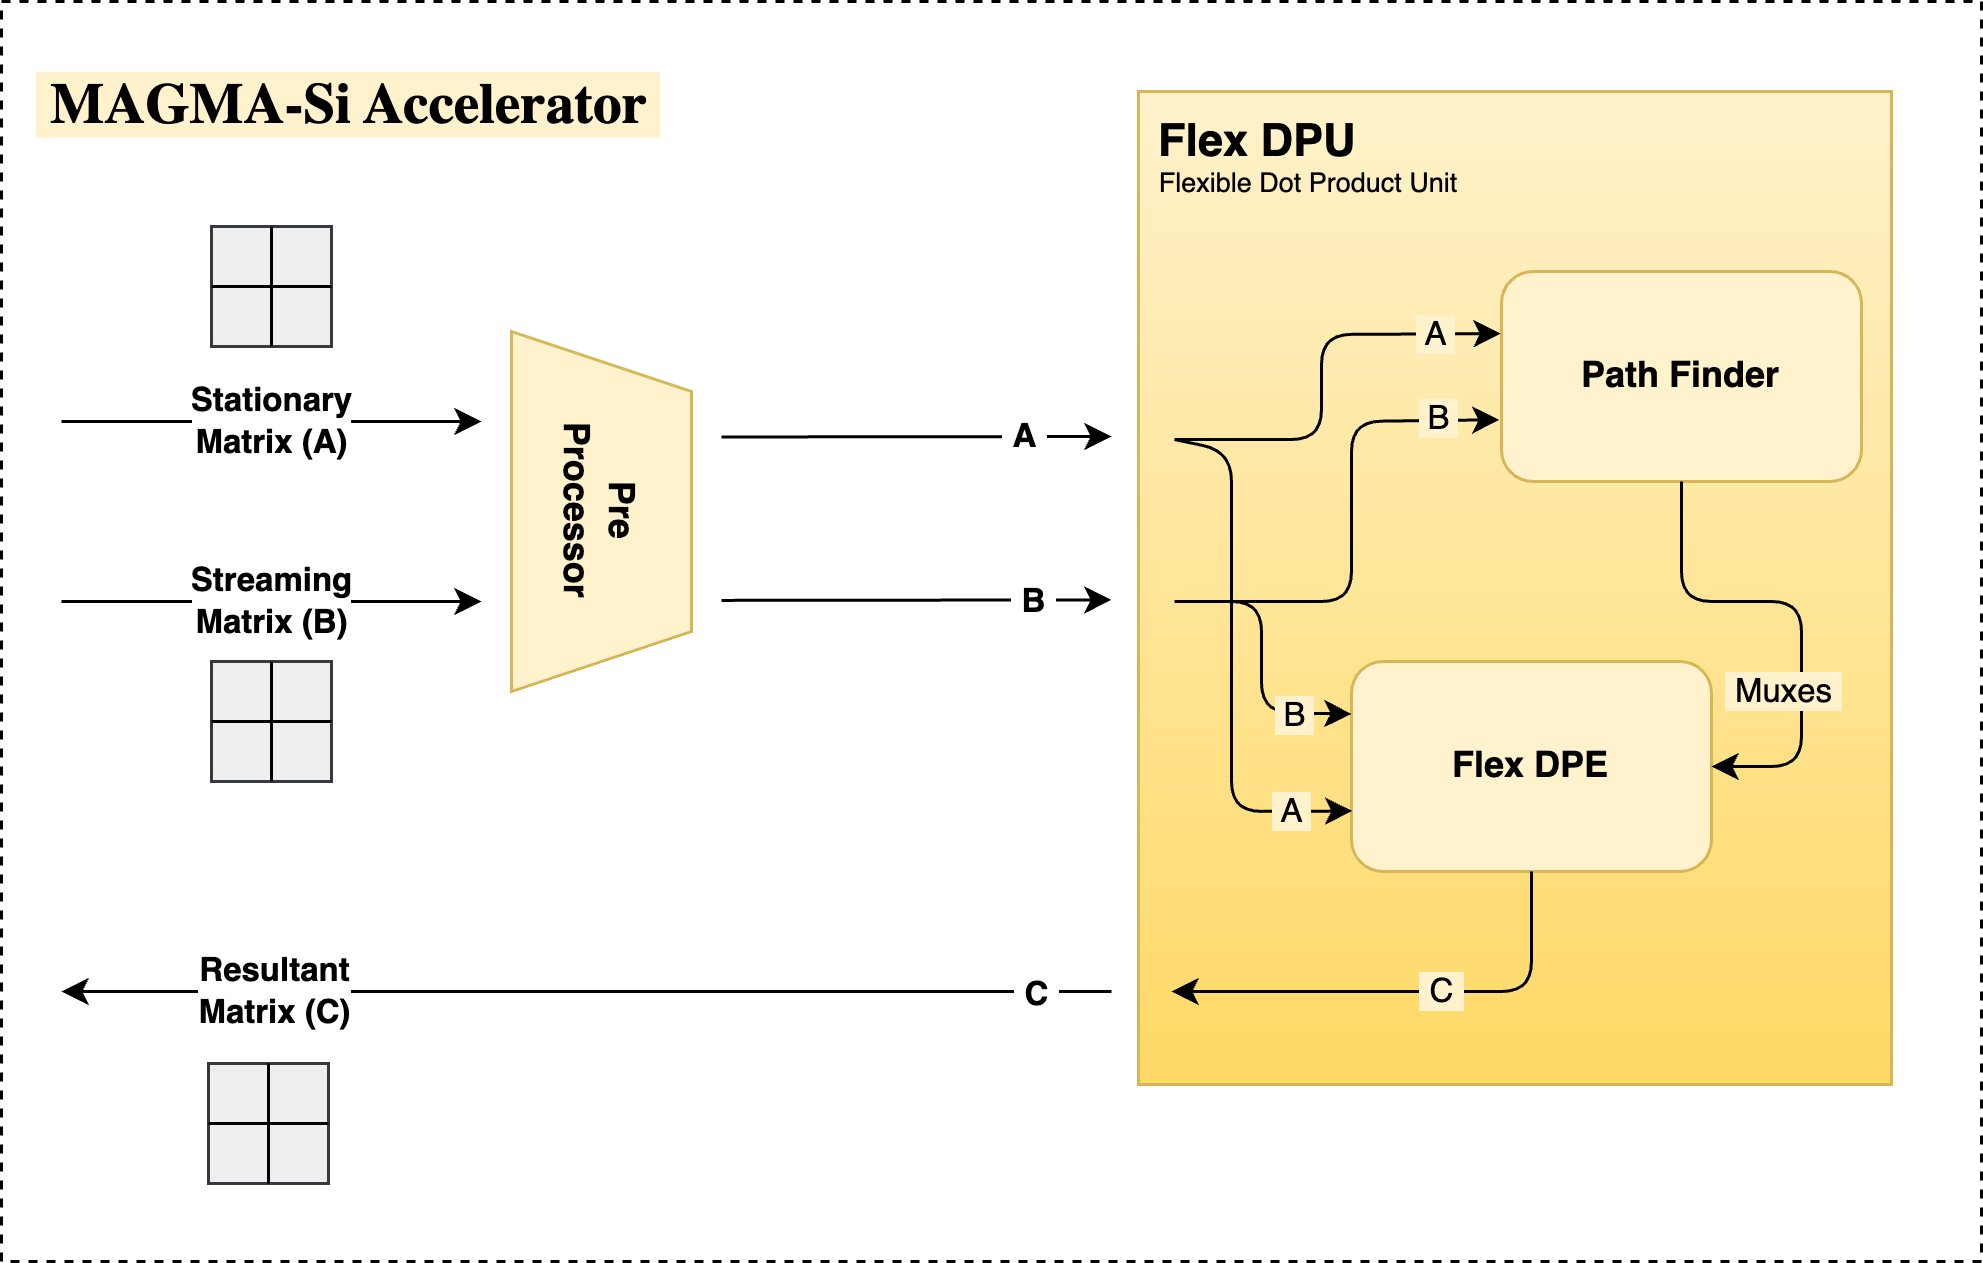 MAGMA-Si Accelerator
Flex DPU
Flexible Dot Product Unit
Stationary
Matrix (A)
Streaming
Matrix (B)
Pre
Processor
A
B
A
B
Path Finder
Muxes
B
A
Flex DPE
Resultant
Matrix (C)
C
C